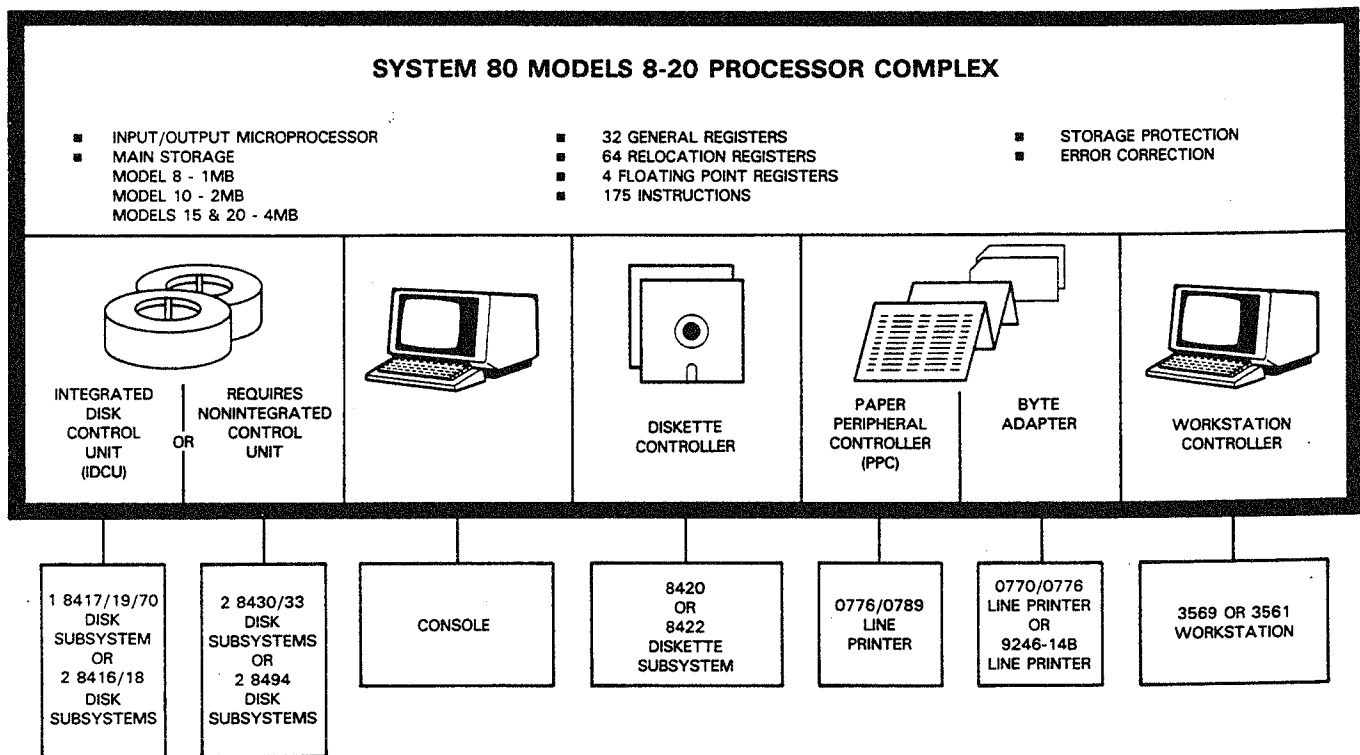 SYSTEM 80 MODELS 8-20 PROCESSOR COMPLEX
INPUT/OUTPUT MICROPROCESSOR
MAIN STORAGE
MODEL 8 - 1MB
MODEL 10 - 2MB
MODELS 15 & 20 - 4MB
32 GENERAL REGISTERS
64 RELOCATION REGISTERS
4 FLOATING POINT REGISTERS
175 INSTRUCTIONS
STORAGE PROTECTION
ERROR CORRECTION
INTEGRATED
DISK
CONTROL
UNIT
(IDCU)
OR
REQUIRES
NONINTEGRATED
CONTROL
UNIT
DISKETTE
CONTROLLER
PAPER
PERIPHERAL
CONTROLLER
(PPC)
BYTE
ADAPTER
WORKSTATION
CONTROLLER
1 8417/19/70
DISK
SUBSYSTEM
OR
2 8416/18
DISK
SUBSYSTEMS
2 8430/33
DISK
SUBSYSTEMS
OR
2 8494
DISK
SUBSYSTEMS
CONSOLE
8420
OR
8422
DISKETTE
SUBSYSTEM
0776/0789
LINE
PRINTER
0770/0776
LINE PRINTER
OR
9246-14B
LINE PRINTER
3569 OR 3561
WORKSTATION